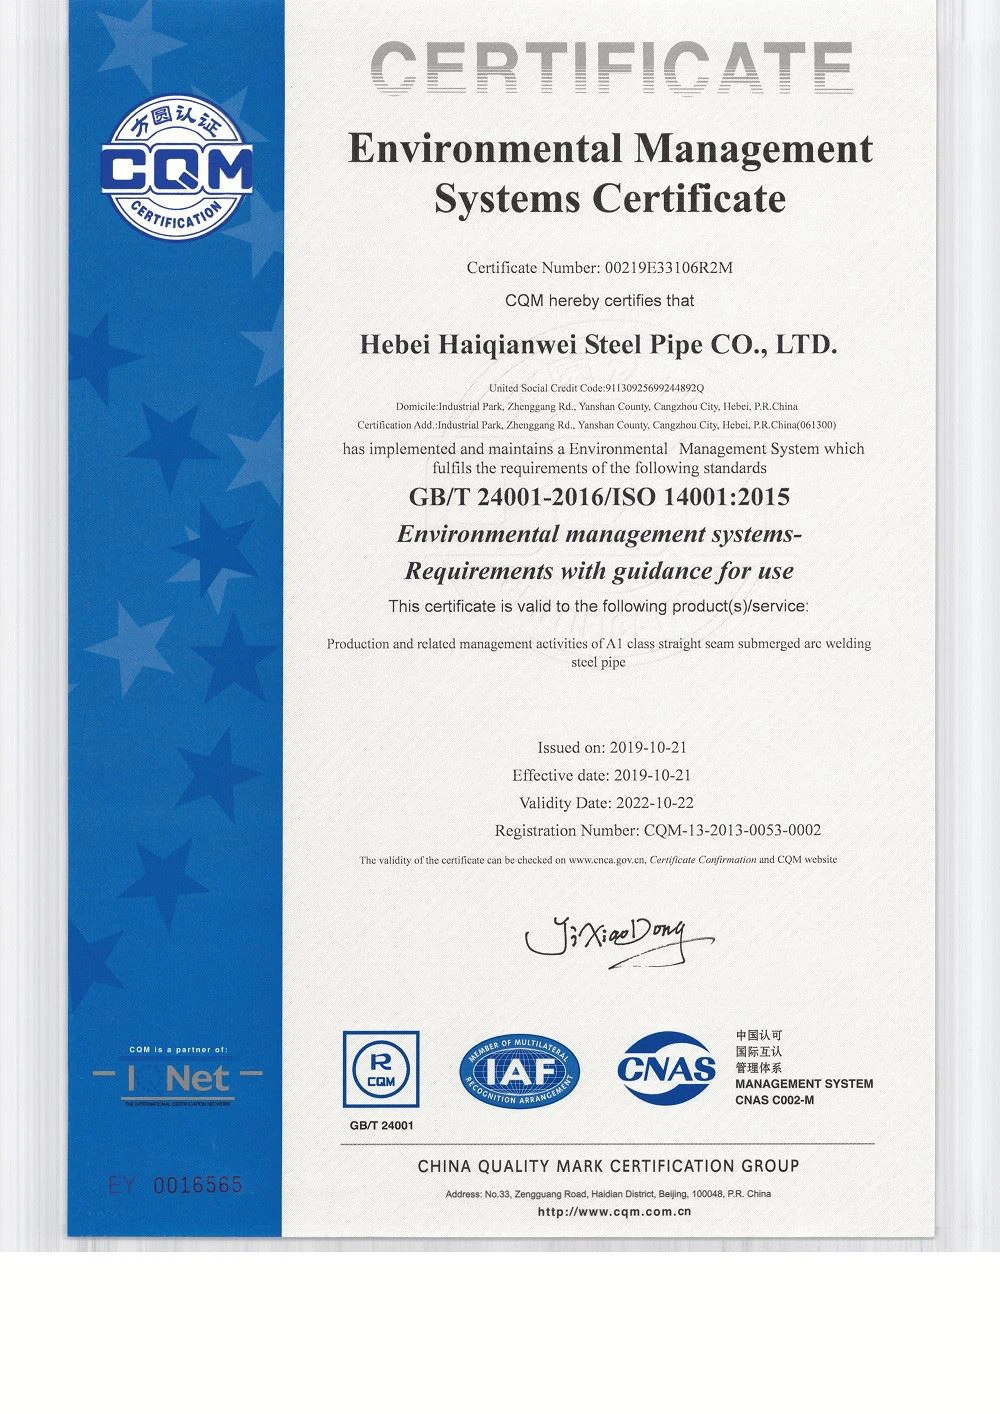 CERTIFICATE
方圆认证
CQM
CERTIFICATION
Environmental Management
Systems Certificate
Certificate Number: 00219E33106R2M
CQM hereby certifies that
Hebei Haiqianwei Steel Pipe CO., LTD.
United Social Credit Code:91130925699244892Q
Domicile:Industrial Park, Zhenggang Rd., Yanshan County, Cangzhou City, Hebei, P.R.China
Certification Add.:Industrial Park, Zhenggang Rd., Yanshan County, Cangzhou City, Hebei, P.R.China(061300)
has implemented and maintains a Environmental Management System which
fulfils the requirements of the following standards
GB/T 24001-2016/ISO 14001:2015
Environmental management systems-
Requirements with guidance for use
This certificate is valid to the following product(s)/service:
Production and related management activities of A1 class straight seam submerged arc welding
steel pipe
Issued on: 2019-10-21
Effective date: 2019-10-21
Validity Date: 2022-10-22
Registration Number: CQM-13-2013-0053-0002
The validity of the certificate can be checked on www.cnca.gov.cn, Certificate Confirmation and CQM website
Ji XiaoDong
CQM is a partner of:
IQNet
THE INTERNATIONAL CERTIFICATION NETWORK
EY 0016565
R
CQM
GB/T 24001
MEMBER OF MULTILATERAL
IAF
RECOGNITION ARRANGEMENT
CNAS
中国认可
国际互认
管理体系
MANAGEMENT SYSTEM
CNAS C002-M
CHINA QUALITY MARK CERTIFICATION GROUP
Address: No.33, Zengguang Road, Haidian District, Beijing, 100048, P.R. China
http://www.cqm.com.cn